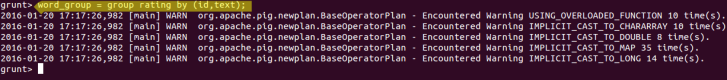 grunt> word_group = group rating by (id,text);
2016-01-20 17:17:26,982 [main] WARN  org.apache.pig.newplan.BaseOperatorPlan - Encountered Warning USING_OVERLOADED_FUNCTION 10 time(s).
2016-01-20 17:17:26,982 [main] WARN  org.apache.pig.newplan.BaseOperatorPlan - Encountered Warning IMPLICIT_CAST_TO_CHARARRAY 10 time(s).
2016-01-20 17:17:26,982 [main] WARN  org.apache.pig.newplan.BaseOperatorPlan - Encountered Warning IMPLICIT_CAST_TO_DOUBLE 8 time(s).
2016-01-20 17:17:26,982 [main] WARN  org.apache.pig.newplan.BaseOperatorPlan - Encountered Warning IMPLICIT_CAST_TO_MAP 35 time(s).
2016-01-20 17:17:26,982 [main] WARN  org.apache.pig.newplan.BaseOperatorPlan - Encountered Warning IMPLICIT_CAST_TO_LONG 14 time(s).
grunt>